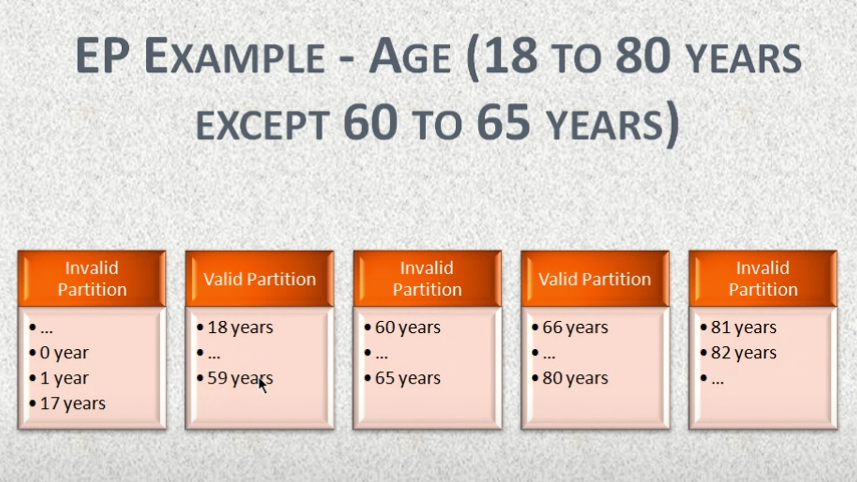 EP Example - Age (18 to 80 years
except 60 to 65 years)
Invalid
Partition
• ...
• 0 year
• 1 year
• 17 years
Valid Partition
• 18 years
• ...
• 59 years
Invalid
Partition
• 60 years
• ...
• 65 years
Valid Partition
• 66 years
• ...
• 80 years
Invalid
Partition
• 81 years
• 82 years
• ...